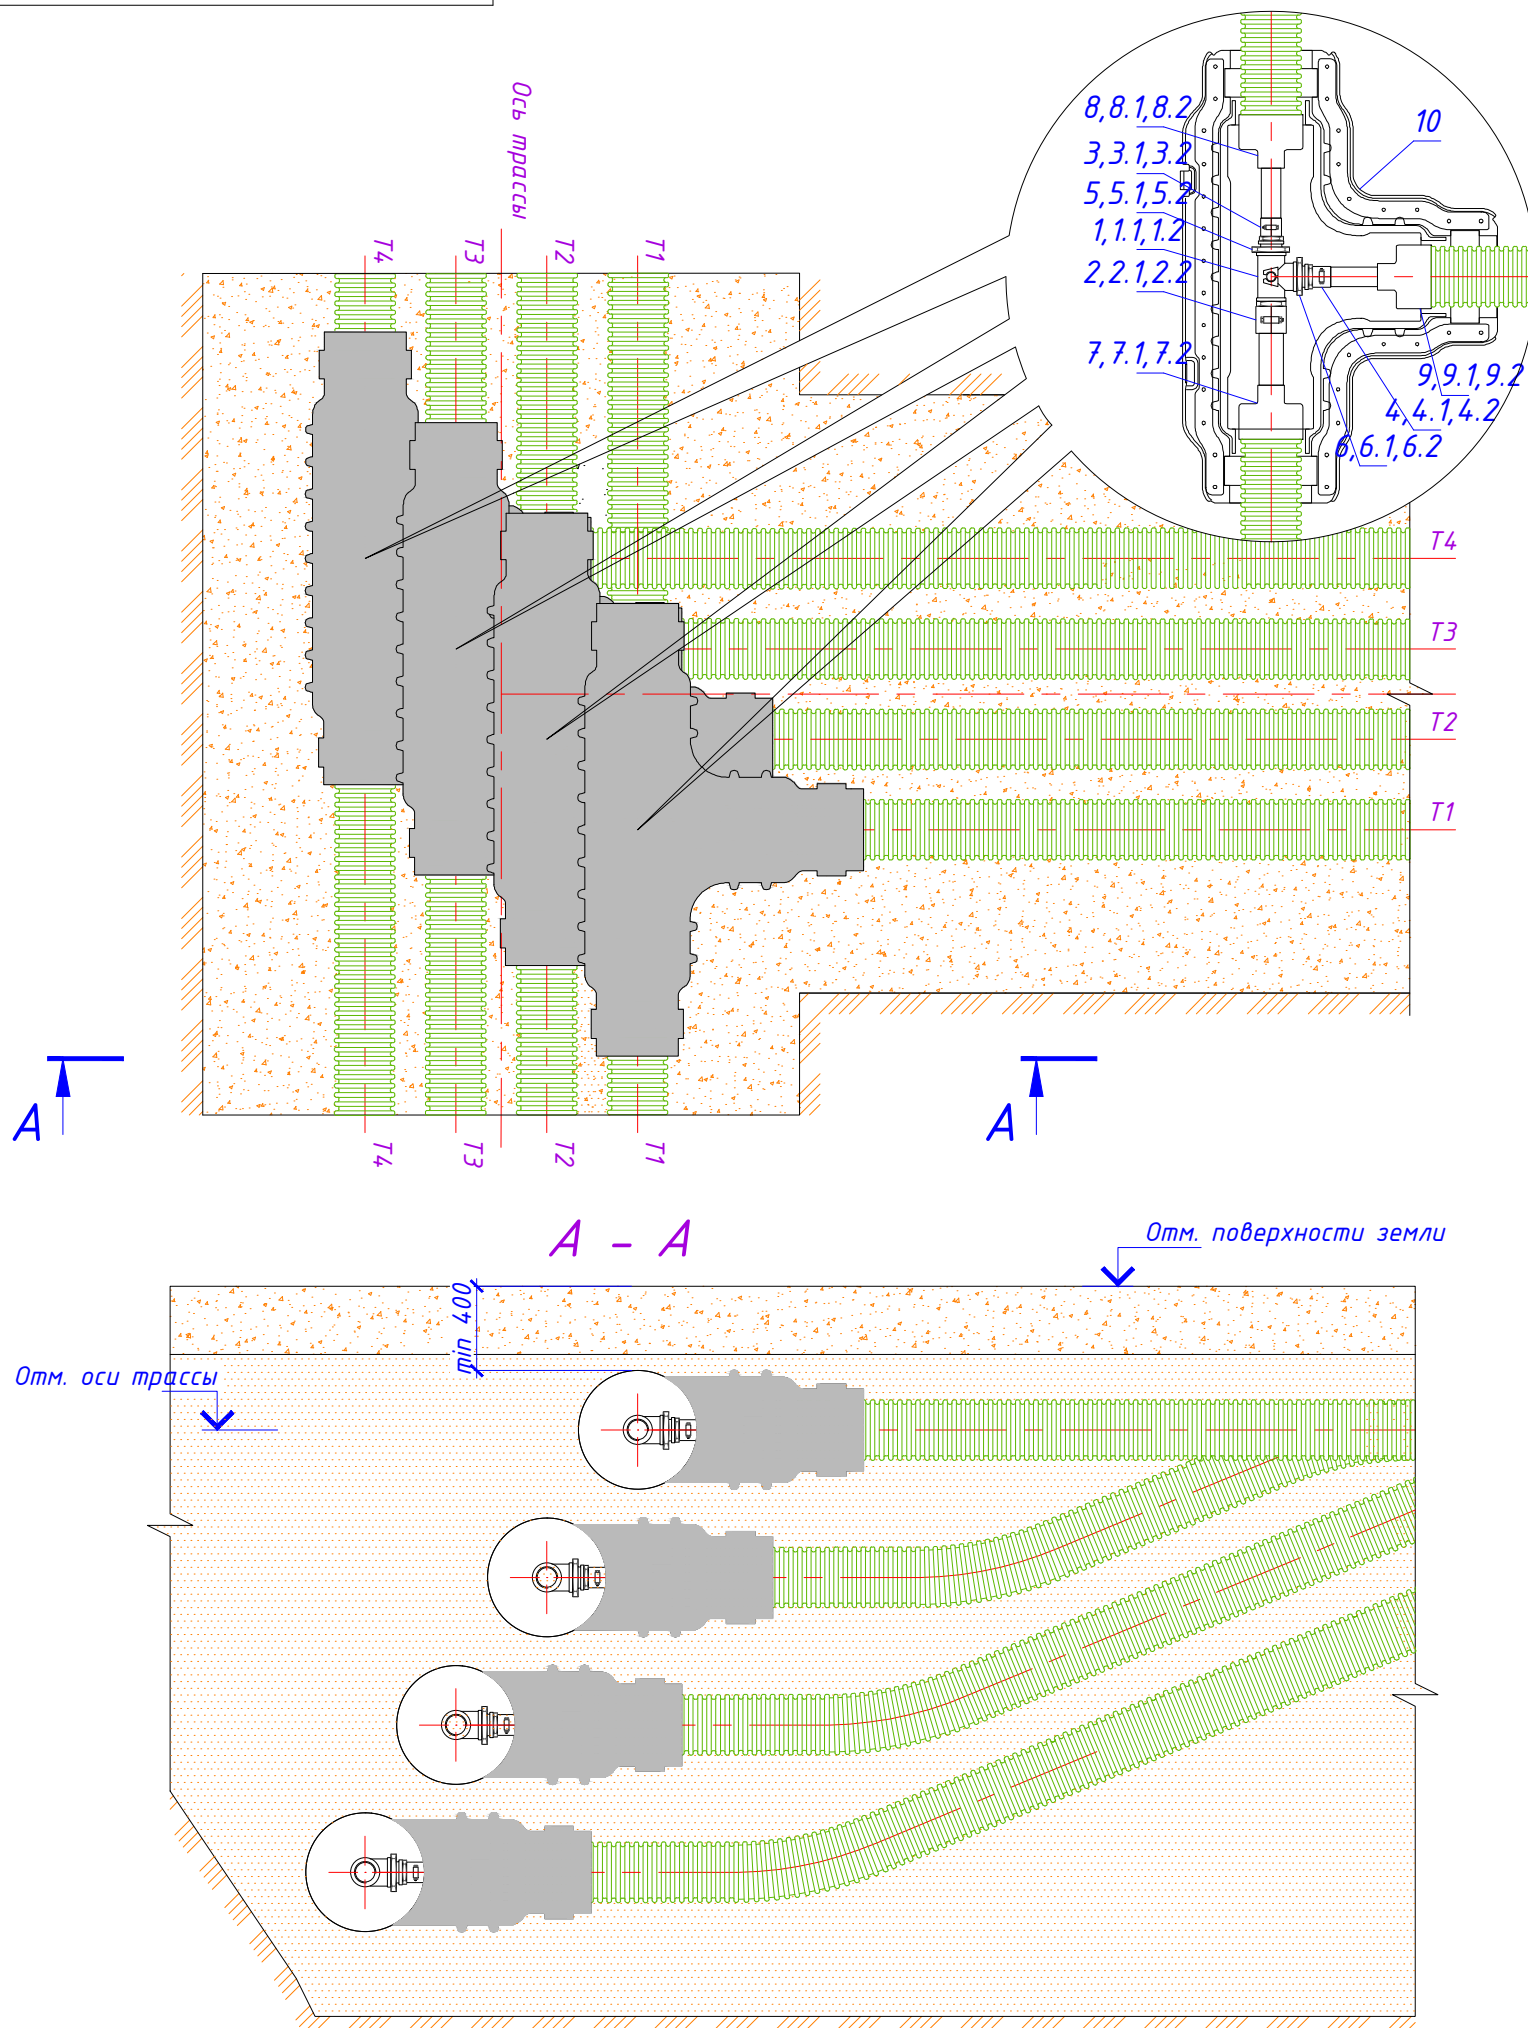 Ось трассы
8,8.1,8.2
3,3.1,3.2
5,5.1,5.2
1,1.1,1.2
2,2.1,2.2
7,7.1,7.2
10
9,9.1,9.2
4,4.1,4.2
6,6.1,6.2
Т4 Т3 Т2 Т1
Т4
Т3
Т2
Т1
А А
Т4 Т3 Т2 Т1
А - А
Отм. поверхности земли
min 400
Отм. оси трассы